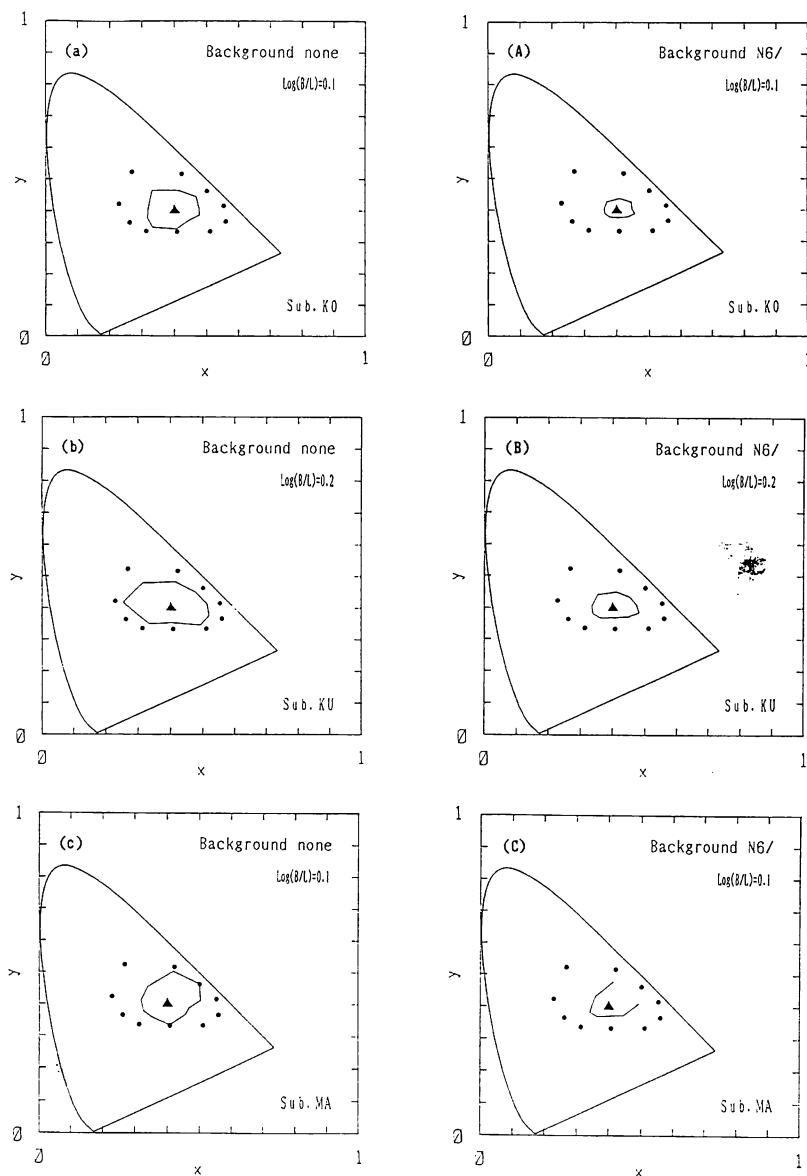 1
(a)
Background none
Log(B/L)=0.1
y
Sub. KO
0
0
x
1
(A)
Background N6/
Log(B/L)=0.1
Sub. KO
0
0
x
1
1
(b)
Background none
Log(B/L)=0.2
y
Sub. KU
0
0
x
1
(B)
Background N6/
Log(B/L)=0.2
y
Sub. KU
0
0
x
1
1
(c)
Background none
Log(B/L)=0.1
y
Sub. MA
0
0
x
1
1
(C)
Background N6/
Log(B/L)=0.1
y
Sub. MA
0
0
x
1